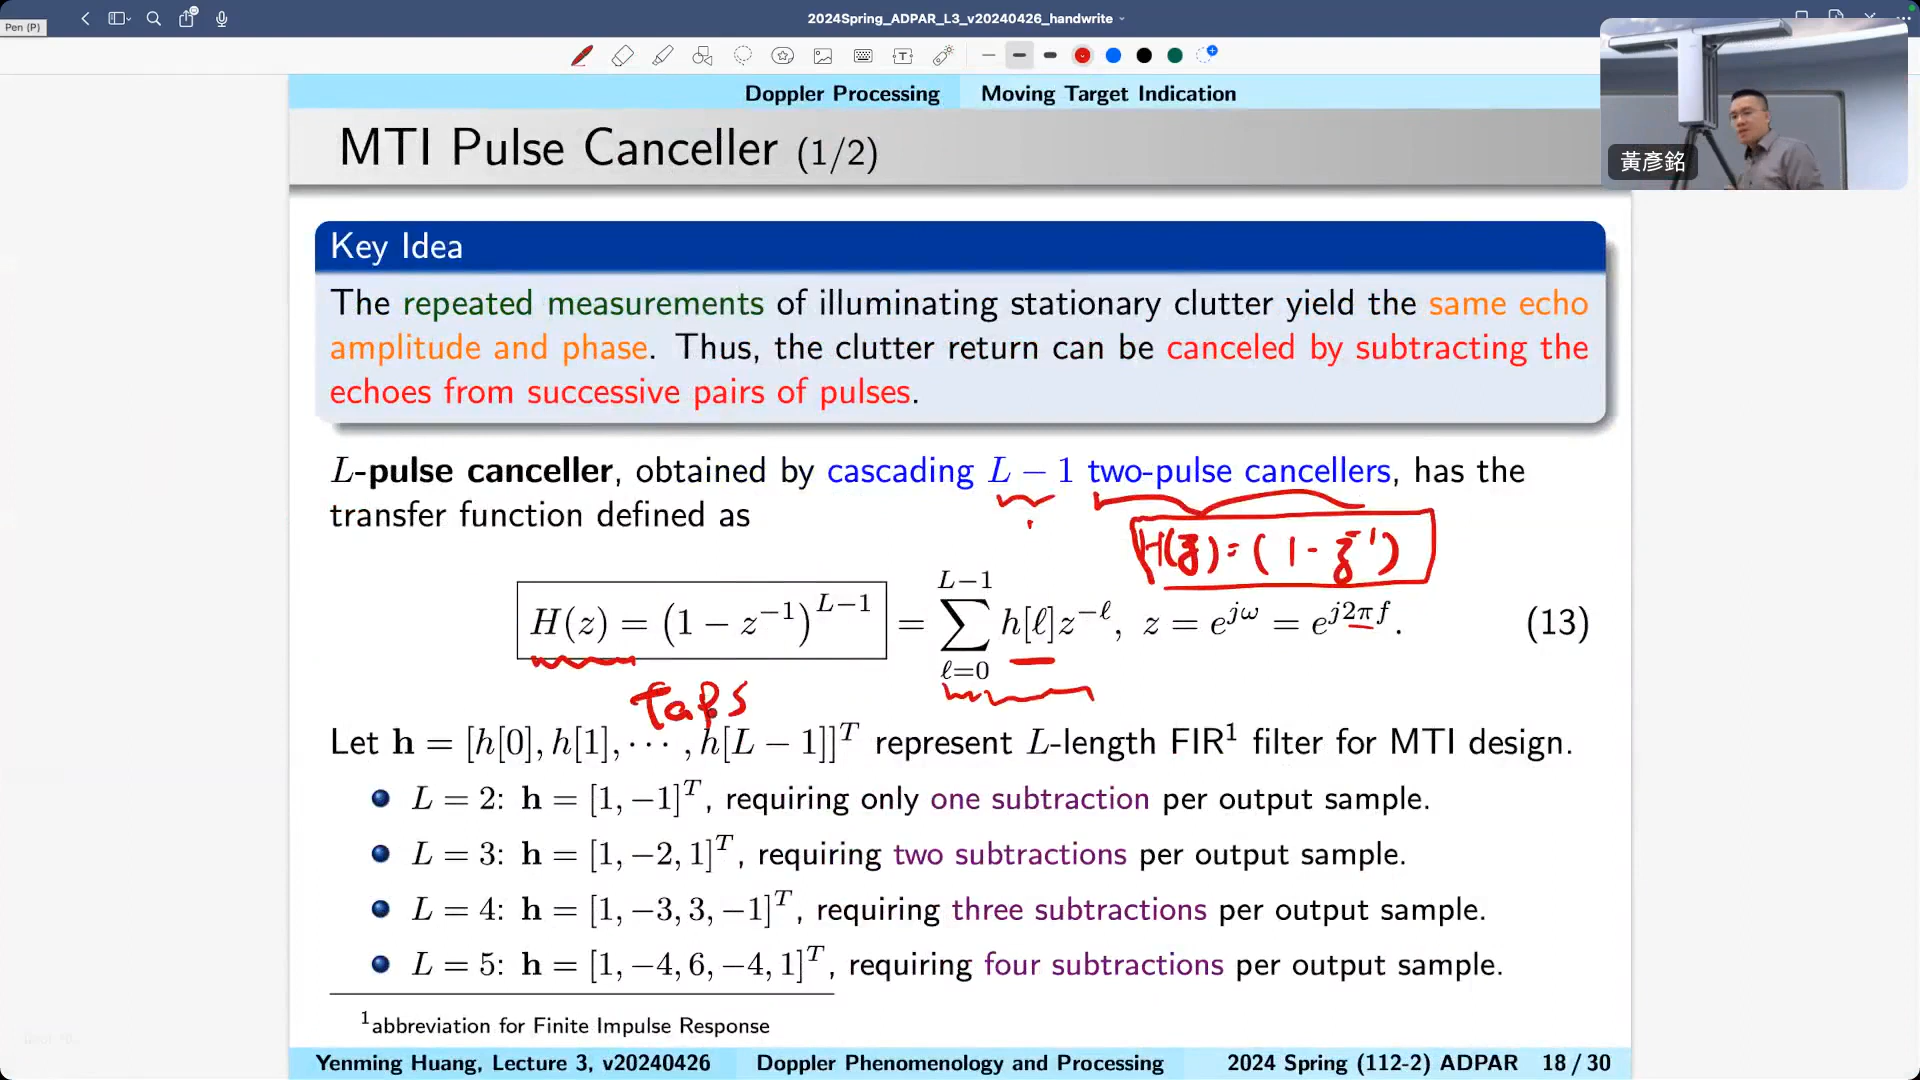 2024Spring_ADPAR_L3_v20240426_handwrite
Pen (P)
Doppler Processing Moving Target Indication
黃彥銘
MTI Pulse Canceller (1/2)
Key Idea
The repeated measurements of illuminating stationary clutter yield the same echo
amplitude and phase. Thus, the clutter return can be canceled by subtracting the
echoes from successive pairs of pulses.
L-pulse canceller, obtained by cascading L − 1 two-pulse cancellers, has the
transfer function defined as
H(z) = (1 - z⁻¹)
H(z) = (1 − z⁻¹)^{L−1} = ∑_{ℓ=0}^{L−1} h[ℓ]z^{−ℓ}, z = e^{jω} = e^{j2πf}. (13)
Taps
Let h = [h[0], h[1], ⋯ , h[L − 1]]ᵀ represent L-length FIR¹ filter for MTI design.
L = 2: h = [1, −1]ᵀ, requiring only one subtraction per output sample.
L = 3: h = [1, −2, 1]ᵀ, requiring two subtractions per output sample.
L = 4: h = [1, −3, 3, −1]ᵀ, requiring three subtractions per output sample.
L = 5: h = [1, −4, 6, −4, 1]ᵀ, requiring four subtractions per output sample.
¹abbreviation for Finite Impulse Response
Yenming Huang, Lecture 3, v20240426 Doppler Phenomenology and Processing 2024 Spring (112-2) ADPAR 18 / 30